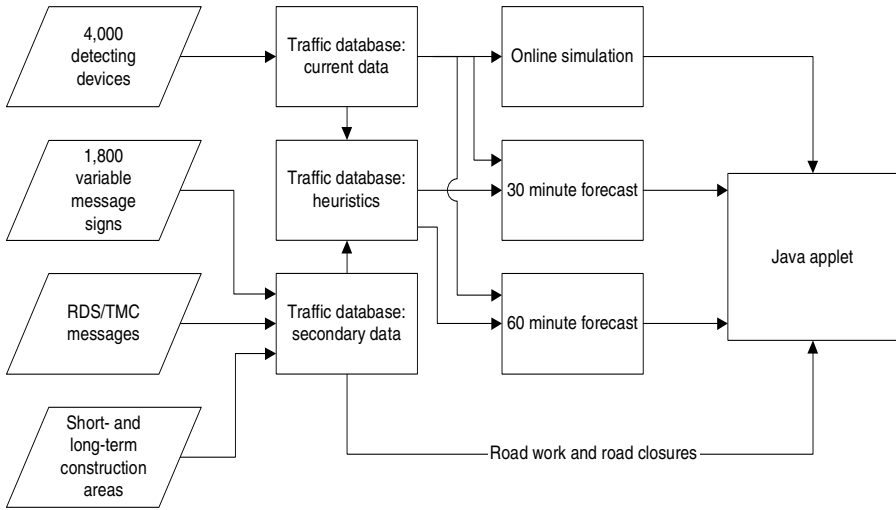 4,000
detecting
devices
Traffic database:
current data
Online simulation
1,800
variable
message
signs
Traffic database:
heuristics
30 minute forecast
Java applet
RDS/TMC
messages
Traffic database:
secondary data
60 minute forecast
Short- and
long-term
construction
areas
Road work and road closures